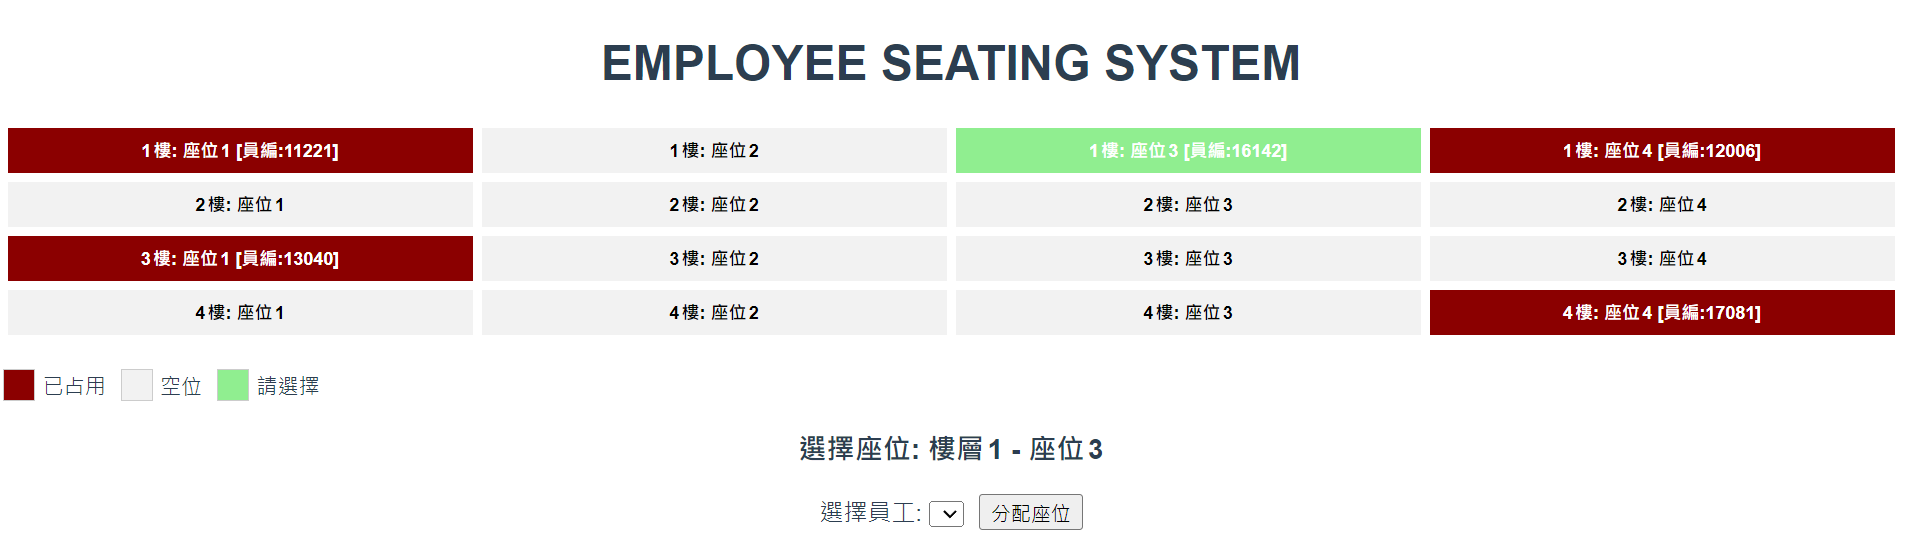 EMPLOYEE SEATING SYSTEM
1樓: 座位1 [員編:11221] 1樓: 座位2 1樓: 座位3 [員編:16142] 1樓: 座位4 [員編:12006]
2樓: 座位1 2樓: 座位2 2樓: 座位3 2樓: 座位4
3樓: 座位1 [員編:13040] 3樓: 座位2 3樓: 座位3 3樓: 座位4
4樓: 座位1 4樓: 座位2 4樓: 座位3 4樓: 座位4 [員編:17081]
已占用 空位 請選擇
選擇座位: 樓層1 - 座位3
選擇員工: 分配座位